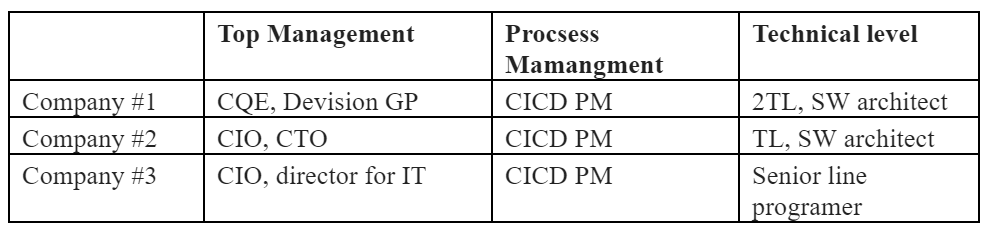 Top Management Procsess Technical level
Mamangment
Company #1 CQE, Devision GP CICD PM 2TL, SW architect
Company #2 CIO, CTO CICD PM TL, SW architect
Company #3 CIO, director for IT CICD PM Senior line
programer